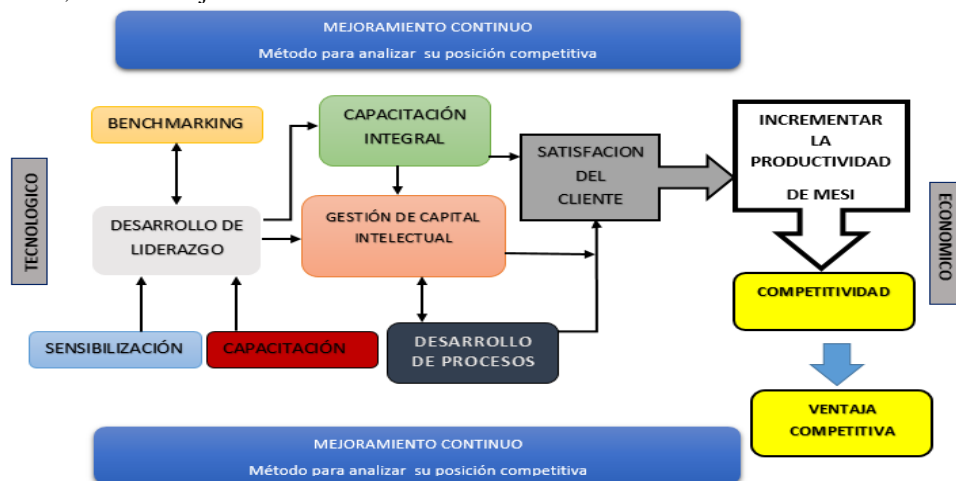 MEJORAMIENTO CONTINUO
Método para analizar su posición competitiva
BENCHMARKING
CAPACITACIÓN
INTEGRAL
INCREMENTAR
LA
PRODUCTIVIDAD
DE MESI
SATISFACION
DEL
CLIENTE
TECNOLOGICO
DESARROLLO DE
LIDERAZGO
GESTIÓN DE CAPITAL
INTELECTUAL
ECONOMICO
COMPETITIVIDAD
SENSIBILIZACIÓN
CAPACITACIÓN
DESARROLLO
DE PROCESOS
VENTAJA
COMPETITIVA
MEJORAMIENTO CONTINUO
Método para analizar su posición competitiva